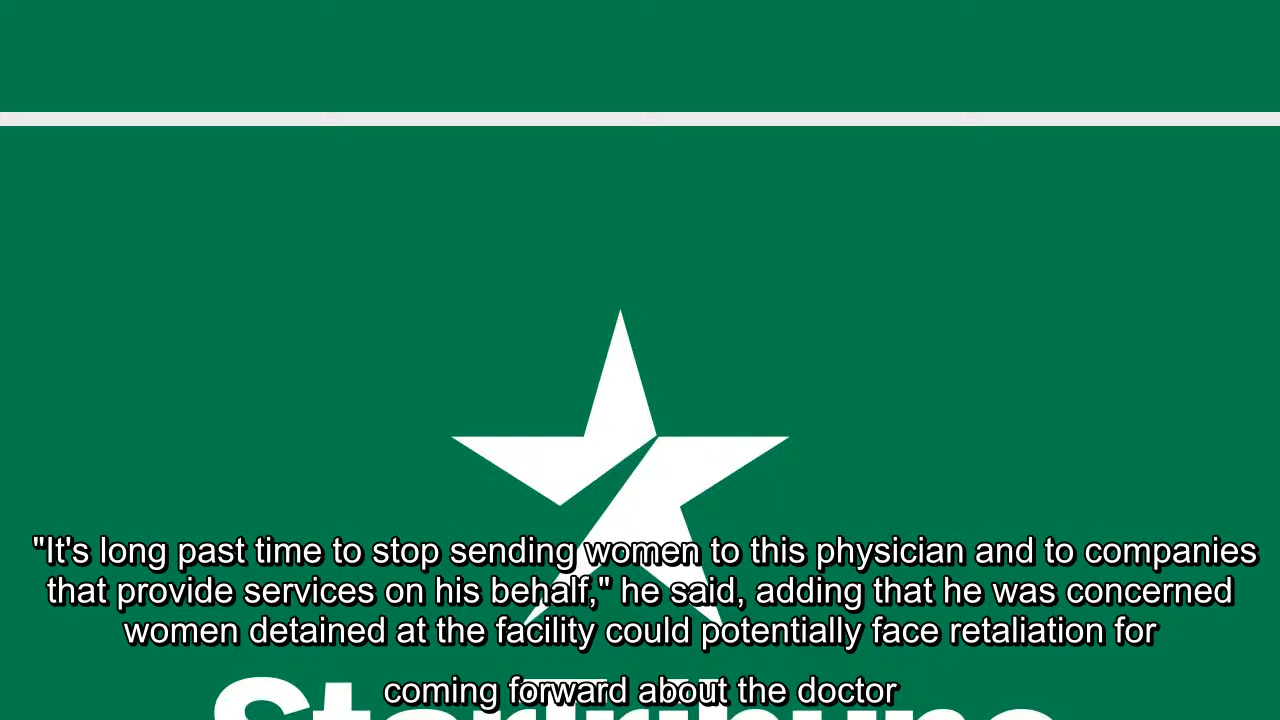 "It's long past time to stop sending women to this physician and to companies
that provide services on his behalf," he said, adding that he was concerned
women detained at the facility could potentially face retaliation for
coming forward about the doctor
StarTribune